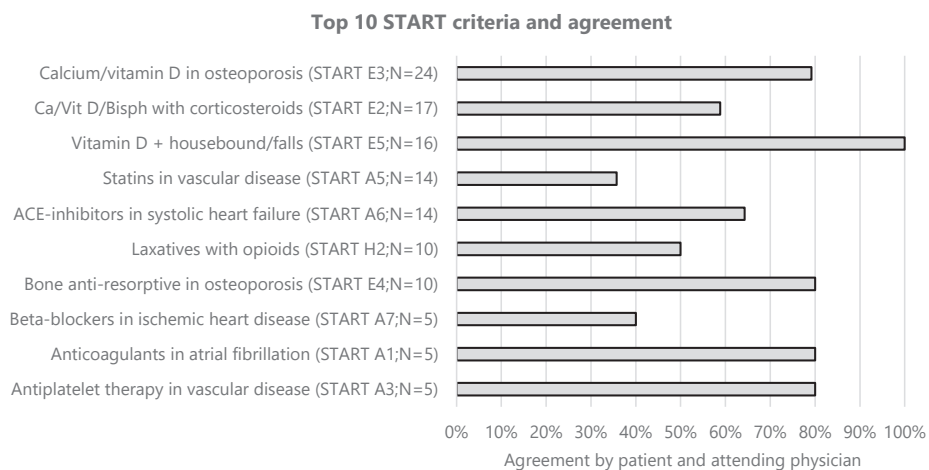 Top 10 START criteria and agreement
Calcium/vitamin D in osteoporosis (START E3;N=24)
Ca/Vit D/Bisph with corticosteroids (START E2;N=17)
Vitamin D + housebound/falls (START E5;N=16)
Statins in vascular disease (START A5;N=14)
ACE-inhibitors in systolic heart failure (START A6;N=14)
Laxatives with opioids (START H2;N=10)
Bone anti-resorptive in osteoporosis (START E4;N=10)
Beta-blockers in ischemic heart disease (START A7;N=5)
Anticoagulants in atrial fibrillation (START A1;N=5)
Antiplatelet therapy in vascular disease (START A3;N=5)
0% 10% 20% 30% 40% 50% 60% 70% 80% 90% 100%
Agreement by patient and attending physician